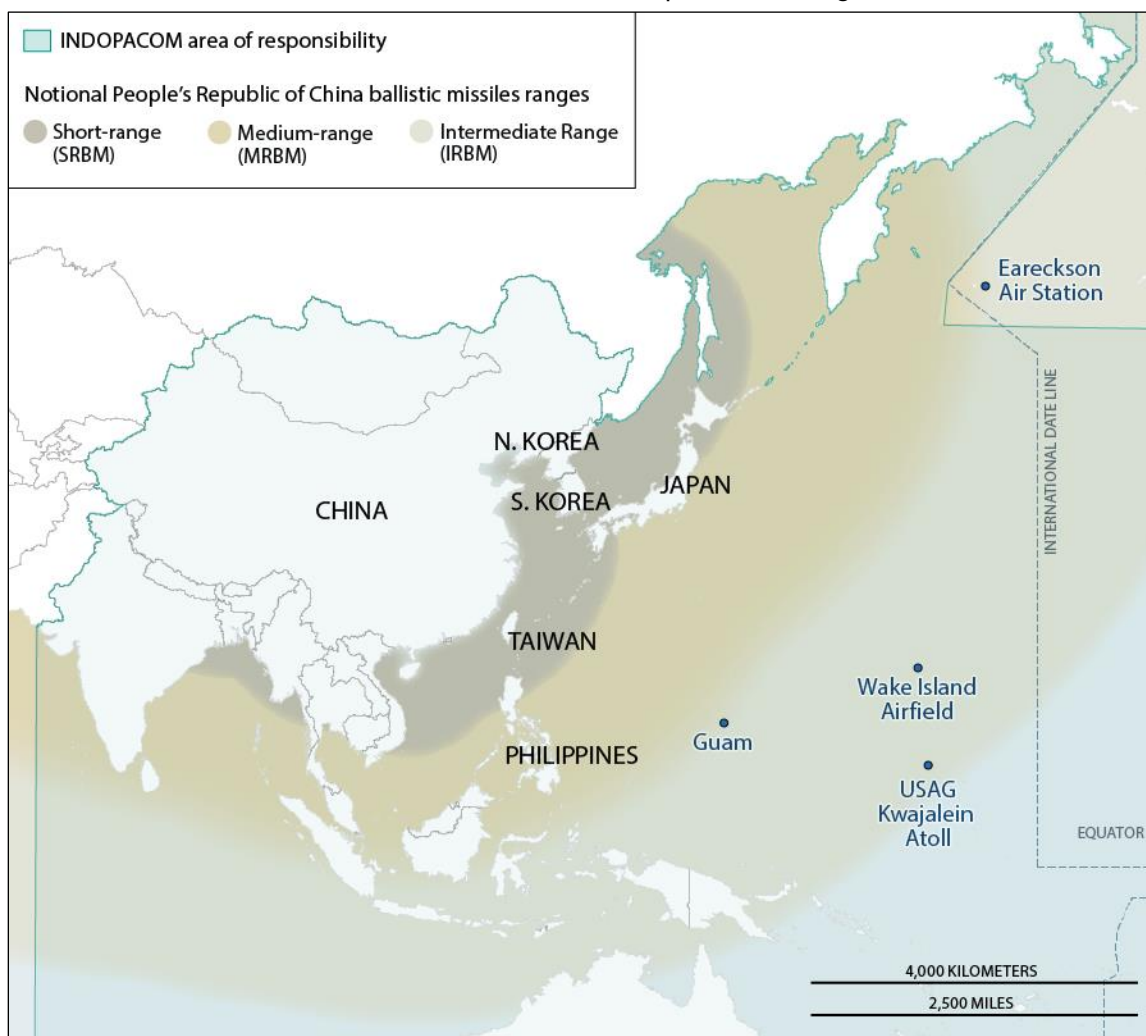 INDOPACOM area of responsibility
Notional People's Republic of China ballistic missiles ranges
Short-range
(SRBM)
Medium-range
(MRBM)
Intermediate Range
(IRBM)
Eareckson
Air Station
INTERNATIONAL DATE LINE
N. KOREA
S. KOREA
JAPAN
CHINA
TAIWAN
Wake Island
Airfield
Guam
PHILIPPINES
USAG
Kwajalein
Atoll
EQUATOR
4,000 KILOMETERS
2,500 MILES